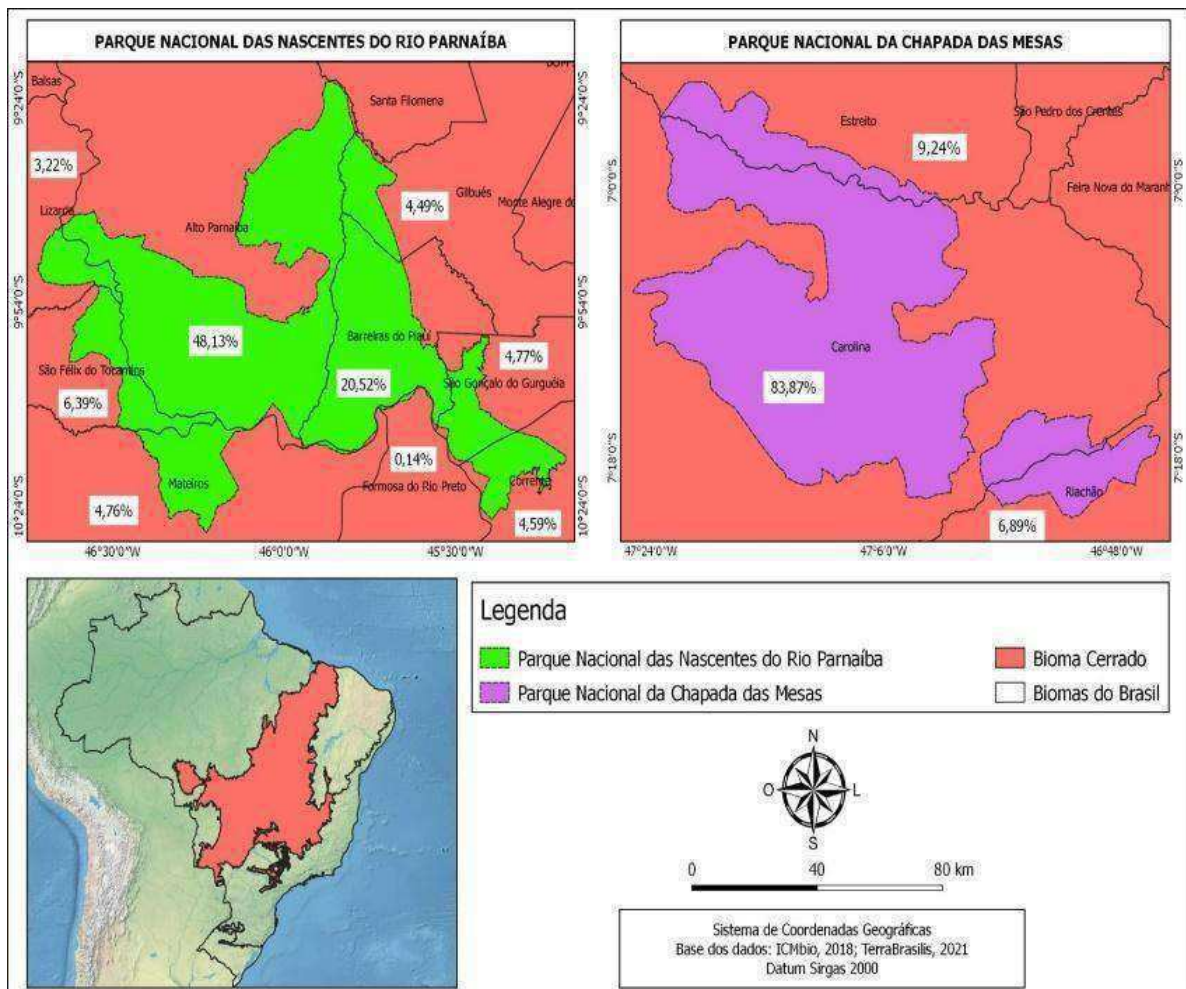 PARQUE NACIONAL DAS NASCENTES DO RIO PARNAÍBA
9°24'0"S
9°54'0"S
10°24'0"S
Balsas
Santa Filomena
3,22%
Gilbués
4,49%
Monte Alegre do
Lizarda
Alto Parnaíba
48,13%
Barreiras do Piauí
4,77%
São Félix do Tocantins
20,52%
São Gonçalo do Gurguéia
6,39%
0,14%
Mateiros
Formosa do Rio Preto
Corrente
4,76%
4,59%
46°30'0"W
46°0'0"W
45°30'0"W
9°24'0"S
9°54'0"S
10°24'0"S
PARQUE NACIONAL DA CHAPADA DAS MESAS
7°0'0"S
7°18'0"S
Estreito
São Pedro dos Crentes
9,24%
Feira Nova do Maranh
Carolina
83,87%
Riachão
6,89%
47°24'0"W
47°6'0"W
46°48'0"W
7°0'0"S
7°18'0"S
Legenda
Parque Nacional das Nascentes do Rio Parnaíba
Bioma Cerrado
Parque Nacional da Chapada das Mesas
Biomas do Brasil
N
O
L
S
0
40
80 km
Sistema de Coordenadas Geográficas
Base dos dados: ICMbio, 2018; TerraBrasilis, 2021
Datum Sirgas 2000